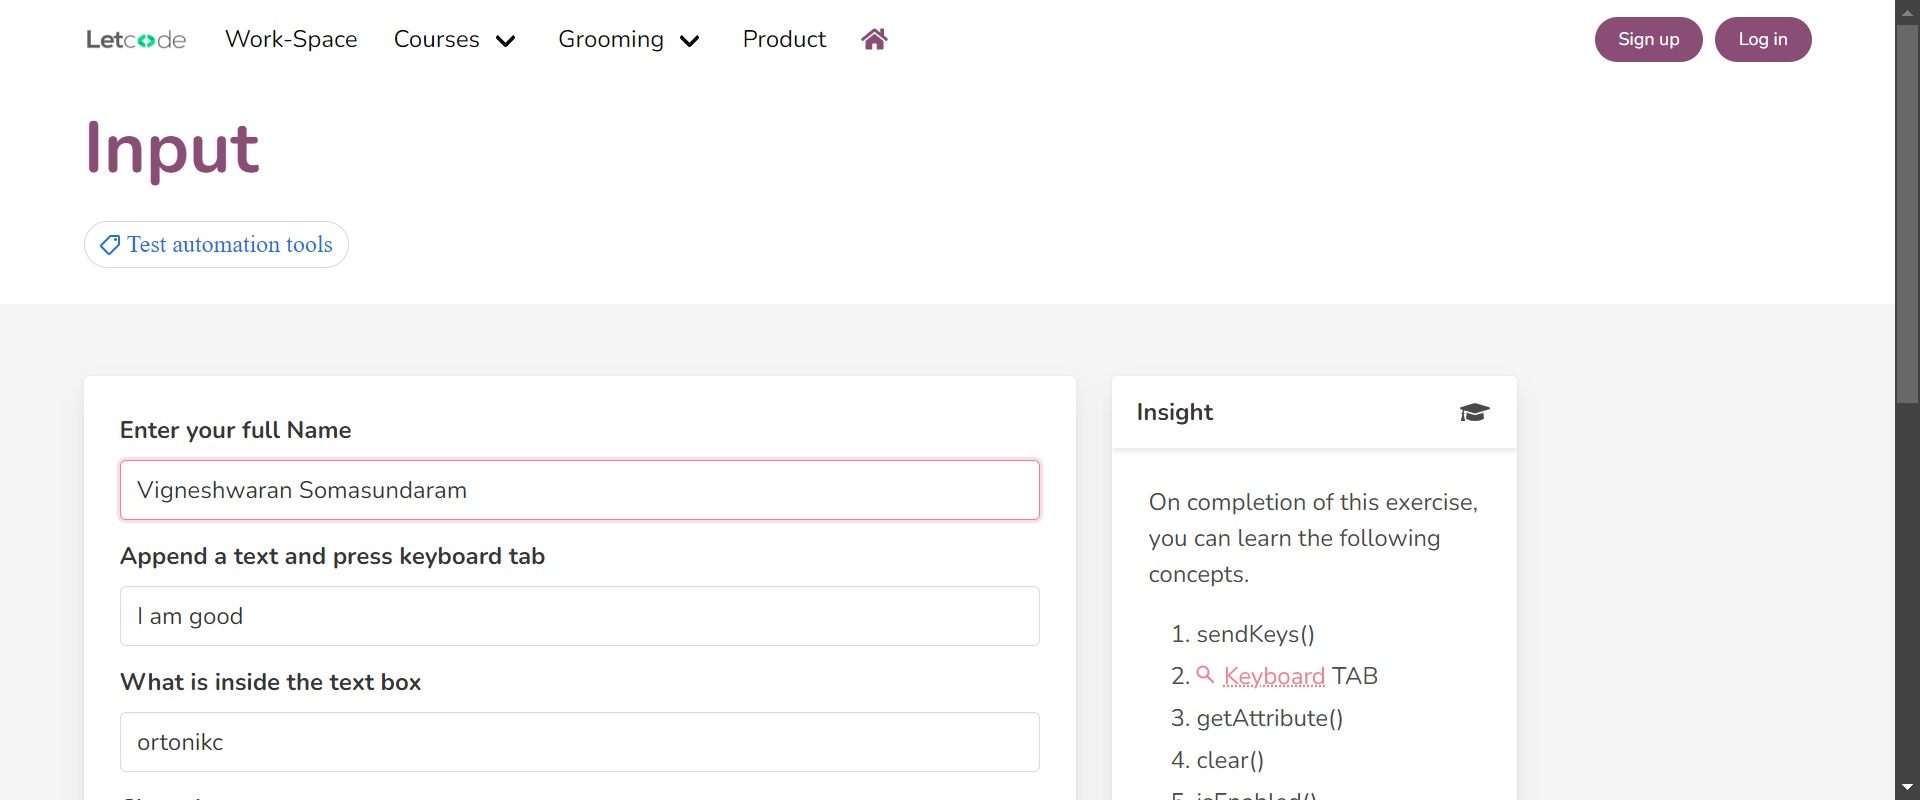 Letcode Work-Space Courses Grooming Product Sign up Log in
Input
Test automation tools
Enter your full Name
Vigneshwaran Somasundaram
Append a text and press keyboard tab
I am good
What is inside the text box
ortonikc
Insight
On completion of this exercise,
you can learn the following
concepts.
1. sendKeys()
2. Keyboard TAB
3. getAttribute()
4. clear()
5. isEnabled()